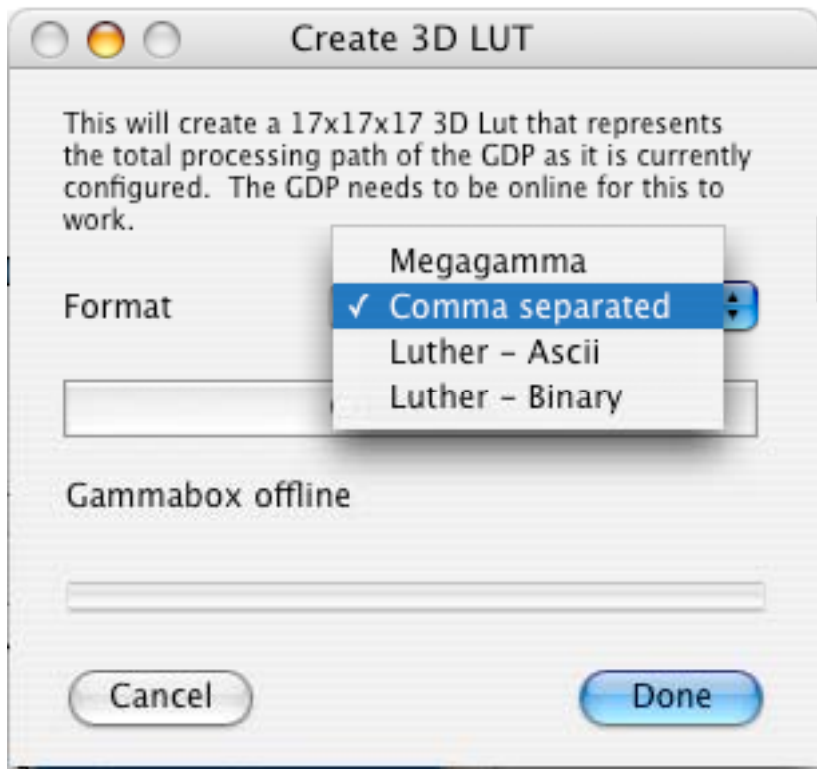 Create 3D LUT
This will create a 17x17x17 3D Lut that represents
the total processing path of the GDP as it is currently
configured.  The GDP needs to be online for this to
work.
Format
Megagamma
✓ Comma separated
Luther – Ascii
Luther – Binary
Gammabox offline
Cancel
Done